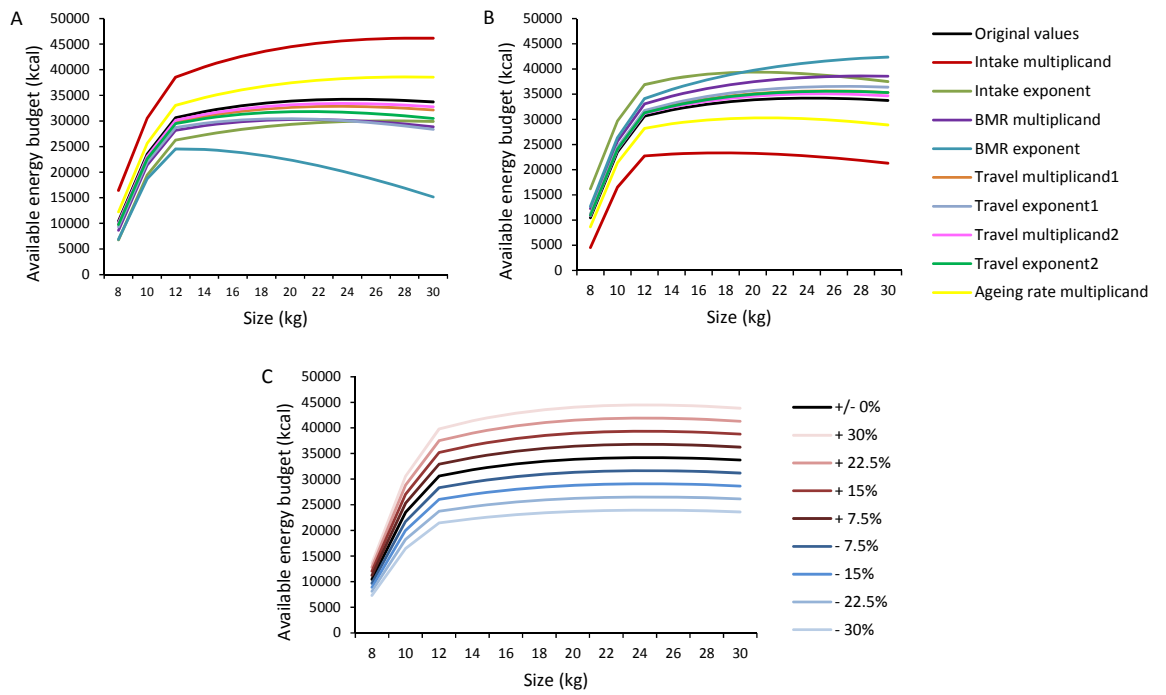 A
Available energy budget (kcal)
50000
45000
40000
35000
30000
25000
20000
15000
10000
5000
0
8 10 12 14 16 18 20 22 24 26 28 30
Size (kg)
B
Available energy budget (kcal)
50000
45000
40000
35000
30000
25000
20000
15000
10000
5000
0
8 10 12 14 16 18 20 22 24 26 28 30
Size (kg)
Original values
Intake multiplicand
Intake exponent
BMR multiplicand
BMR exponent
Travel multiplicand1
Travel exponent1
Travel multiplicand2
Travel exponent2
Ageing rate multiplicand
C
Available energy budget (kcal)
50000
45000
40000
35000
30000
25000
20000
15000
10000
5000
0
8 10 12 14 16 18 20 22 24 26 28 30
Size (kg)
+/- 0%
+ 30%
+ 22.5%
+ 15%
+ 7.5%
- 7.5%
- 15%
- 22.5%
- 30%